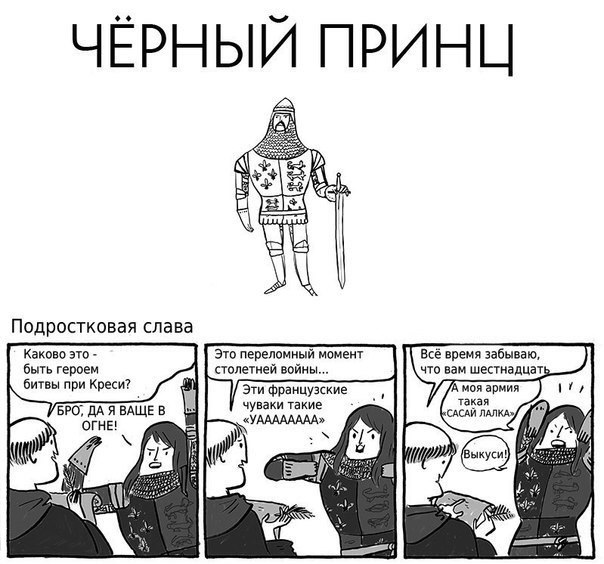 ЧЁРНЫЙ ПРИНЦ
Подростковая слава
Каково это -
быть героем
битвы при Креси?
БРО, ДА Я ВАЩЕ В
ОГНЕ!
Это переломный момент
столетней войны...
Эти французские
чуваки такие
«УААААААААА»
Всё время забываю,
что вам шестнадцать
А моя армия
такая
«САСАЙ ЛАЛКА»
Выкуси!